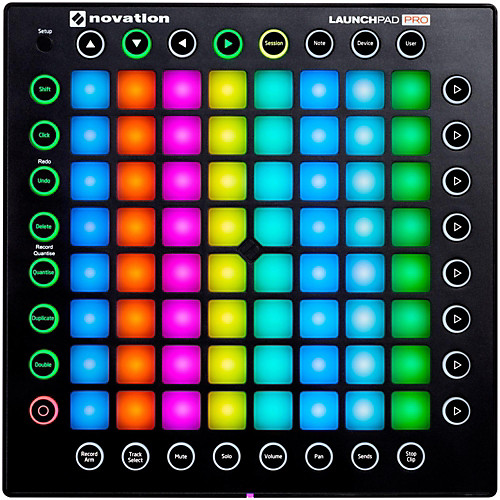 novation
LAUNCHPAD PRO
Setup
Session
Note
Device
User
Shift
Click
Redo
Undo
Delete
Record
Quantise
Quantise
Duplicate
Double
Record
Arm
Track
Select
Mute
Solo
Volume
Pan
Sends
Stop
Clip